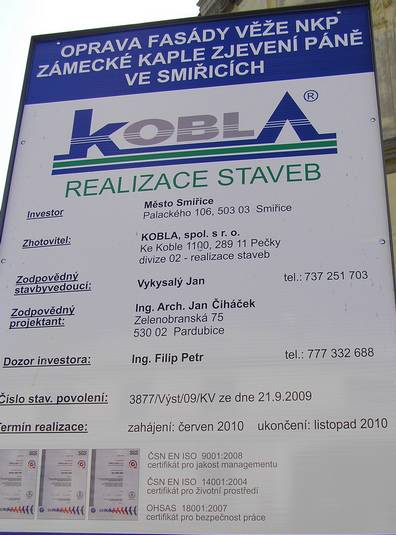 OPRAVA FASÁDY VĚŽE NKP
ZÁMECKÉ KAPLE ZJEVENÍ PÁNĚ
VE SMIŘICÍCH
KOBLA ®
REALIZACE STAVEB
Investor
Město Smiřice
Palackého 106, 503 03 Smiřice
Zhotovitel:
KOBLA, spol. s r. o.
Ke Koble 1100, 289 11 Pečky
divize 02 - realizace staveb
Zodpovědný
stavbyvedoucí:
Vykysalý Jan tel.: 737 251 703
Zodpovědný
projektant:
Ing. Arch. Jan Čiháček
Zelenobranská 75
530 02 Pardubice
Dozor investora: Ing. Filip Petr tel.: 777 332 688
Číslo stav. povolení: 3877/Výst/09/KV ze dne 21.9.2009
Termín realizace: zahájení: červen 2010 ukončení: listopad 2010
ČSN EN ISO 9001:2008
certifikát pro jakost managementu
ČSN EN ISO 14001:2004
certifikát pro životní prostředí
OHSAS 18001:2007
certifikát pro bezpečnost práce